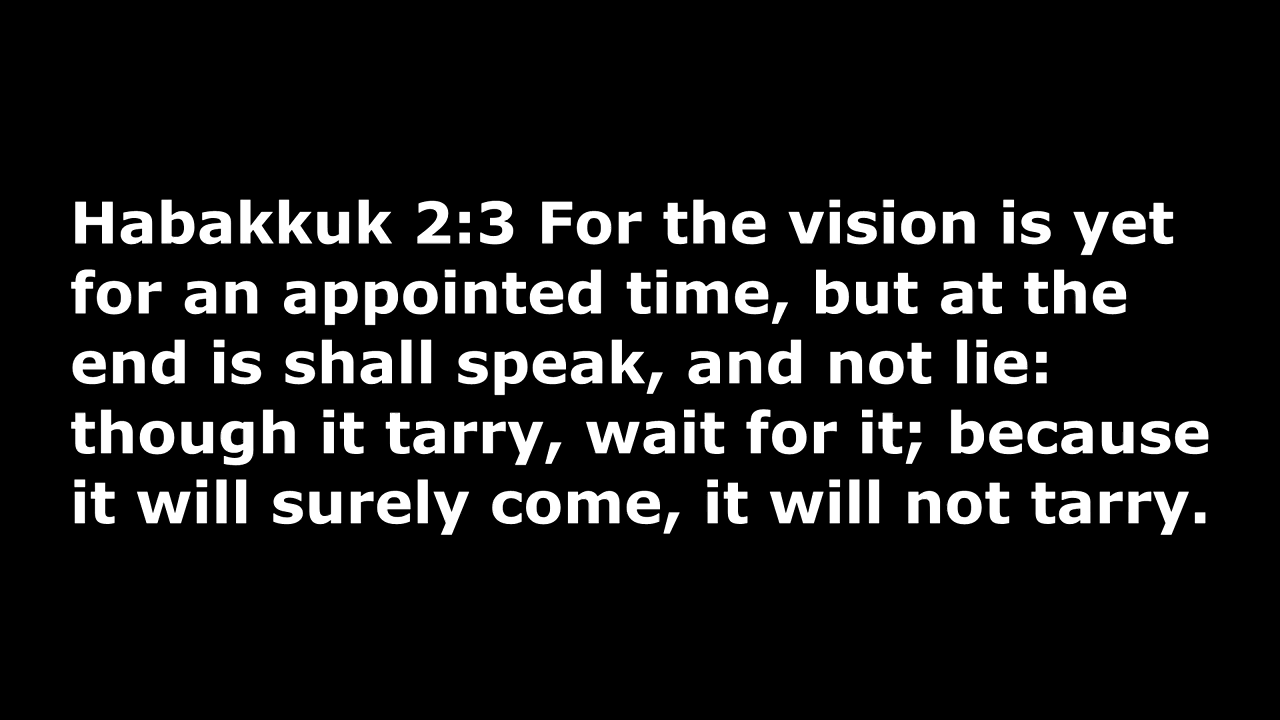 Habakkuk 2:3 For the vision is yet
for an appointed time, but at the
end is shall speak, and not lie:
though it tarry, wait for it; because
it will surely come, it will not tarry.